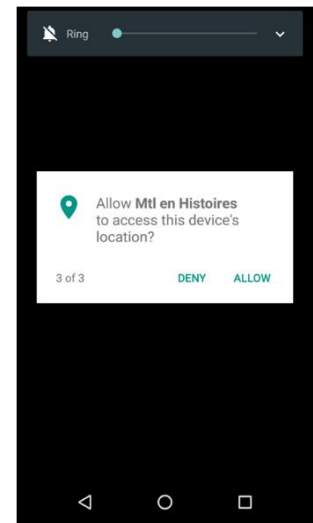 Ring
Allow Mtl en Histoires
to access this device's
location?
3 of 3 DENY ALLOW